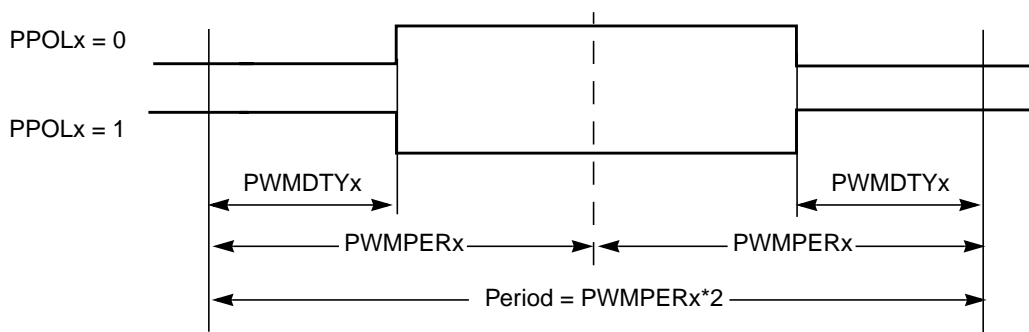 PPOLx = 0
PPOLx = 1
PWMDTYx PWMDTYx
PWMPERx PWMPERx
Period = PWMPERx*2